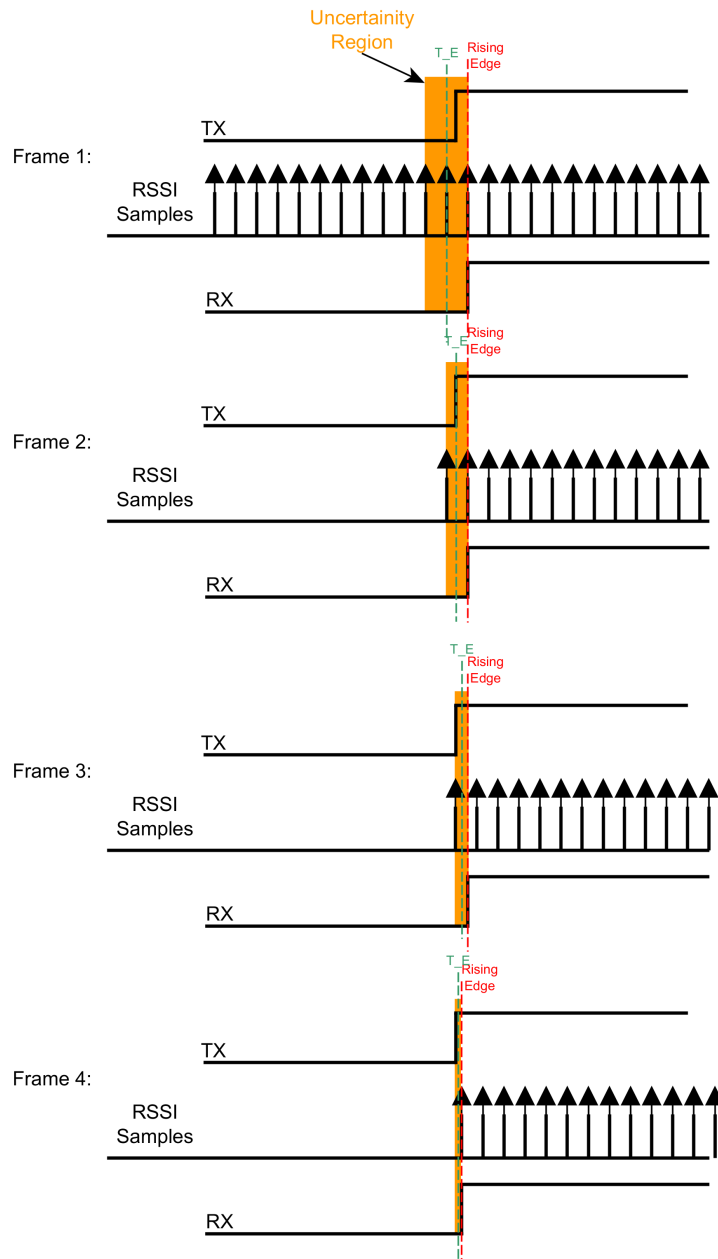 Uncertainity
Region
T_E
Rising
Edge
TX
Frame 1:
RSSI
Samples
RX
T_E
Rising
Edge
TX
Frame 2:
RSSI
Samples
RX
T_E
Rising
Edge
TX
Frame 3:
RSSI
Samples
RX
T_E
Rising
Edge
TX
Frame 4:
RSSI
Samples
RX